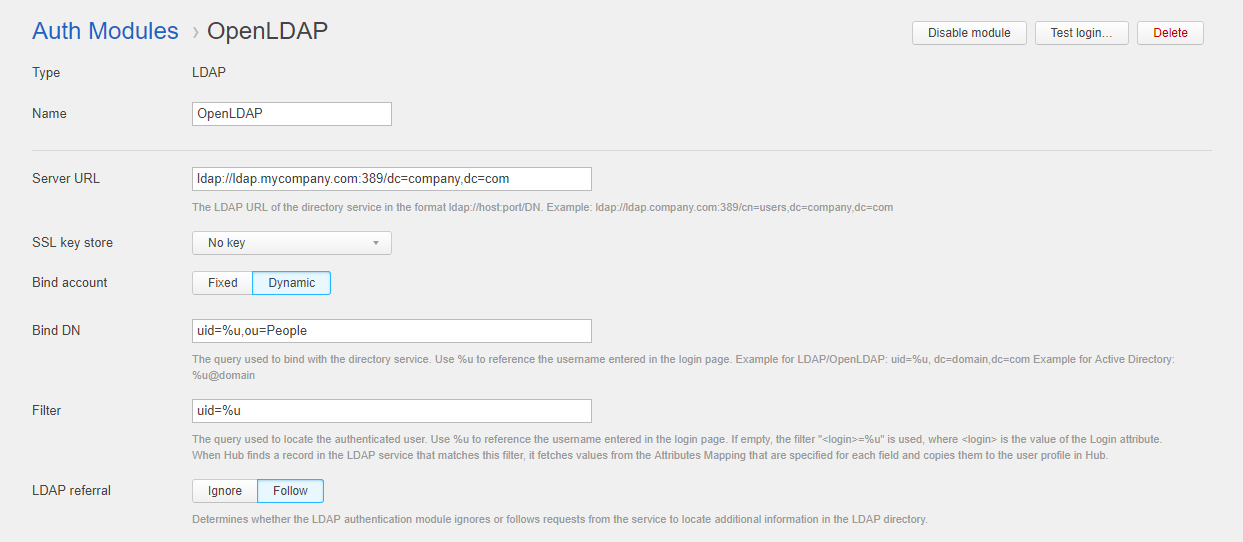 Auth Modules › OpenLDAP
Disable module
Test login...
Delete
Type
LDAP
Name
OpenLDAP
Server URL
ldap://ldap.mycompany.com:389/dc=company,dc=com
The LDAP URL of the directory service in the format ldap://host:port/DN. Example: ldap://ldap.company.com:389/cn=users,dc=company,dc=com
SSL key store
No key
Bind account
Fixed
Dynamic
Bind DN
uid=%u,ou=People
The query used to bind with the directory service. Use %u to reference the username entered in the login page. Example for LDAP/OpenLDAP: uid=%u, dc=domain,dc=com Example for Active Directory:
%u@domain
Filter
uid=%u
The query used to locate the authenticated user. Use %u to reference the username entered in the login page. If empty, the filter "<login>=%u" is used, where <login> is the value of the Login attribute.
When Hub finds a record in the LDAP service that matches this filter, it fetches values from the Attributes Mapping that are specified for each field and copies them to the user profile in Hub.
LDAP referral
Ignore
Follow
Determines whether the LDAP authentication module ignores or follows requests from the service to locate additional information in the LDAP directory.